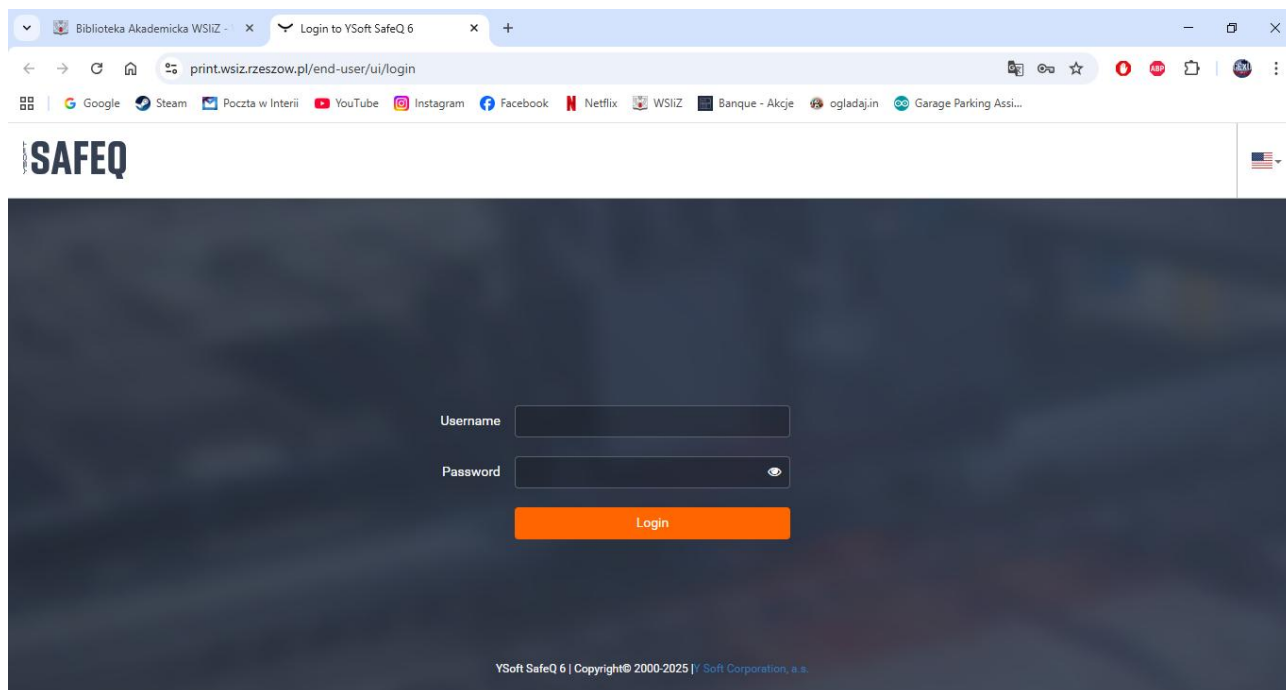 Biblioteka Akademicka WSIiZ -
Login to YSoft SafeQ 6
print.wsiz.rzeszow.pl/end-user/ui/login
ABP
Google
Steam
Poczta w Interii
YouTube
Instagram
Facebook
Netflix
WSIiZ
Banque - Akcje
ogladaj.in
Garage Parking Assi...
SAFEQ
Username
Password
Login
YSoft SafeQ 6 | Copyright© 2000-2025 |Y Soft Corporation, a.s.